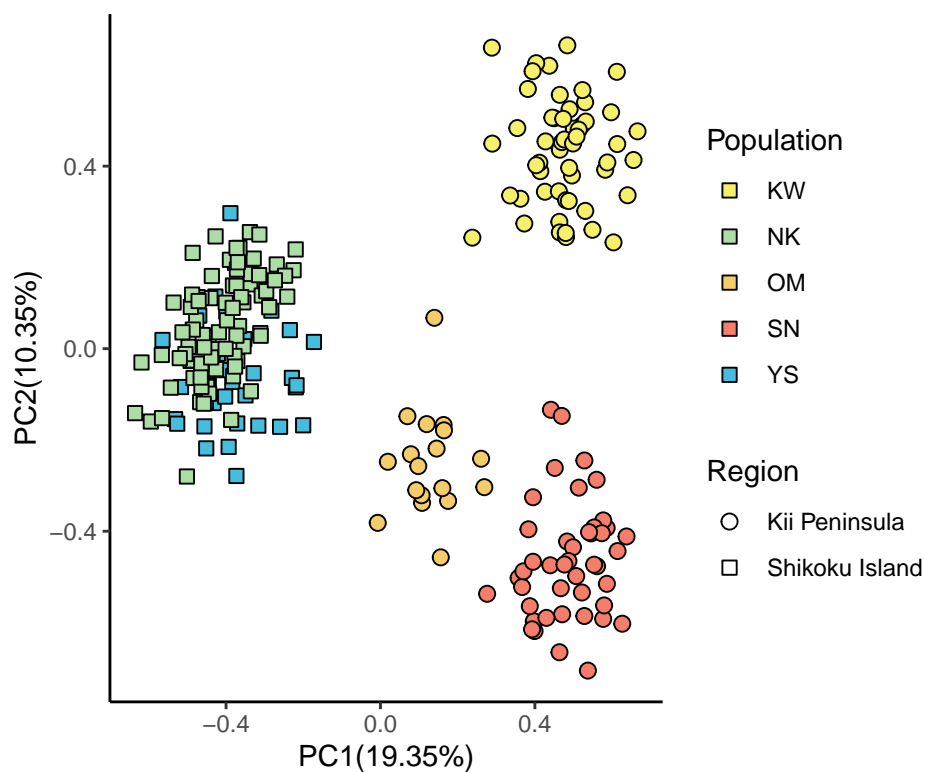 0.4
0.0
−0.4
PC2(10.35%)
−0.4
0.0
0.4
PC1(19.35%)
Population
KW
NK
OM
SN
YS
Region
Kii Peninsula
Shikoku Island